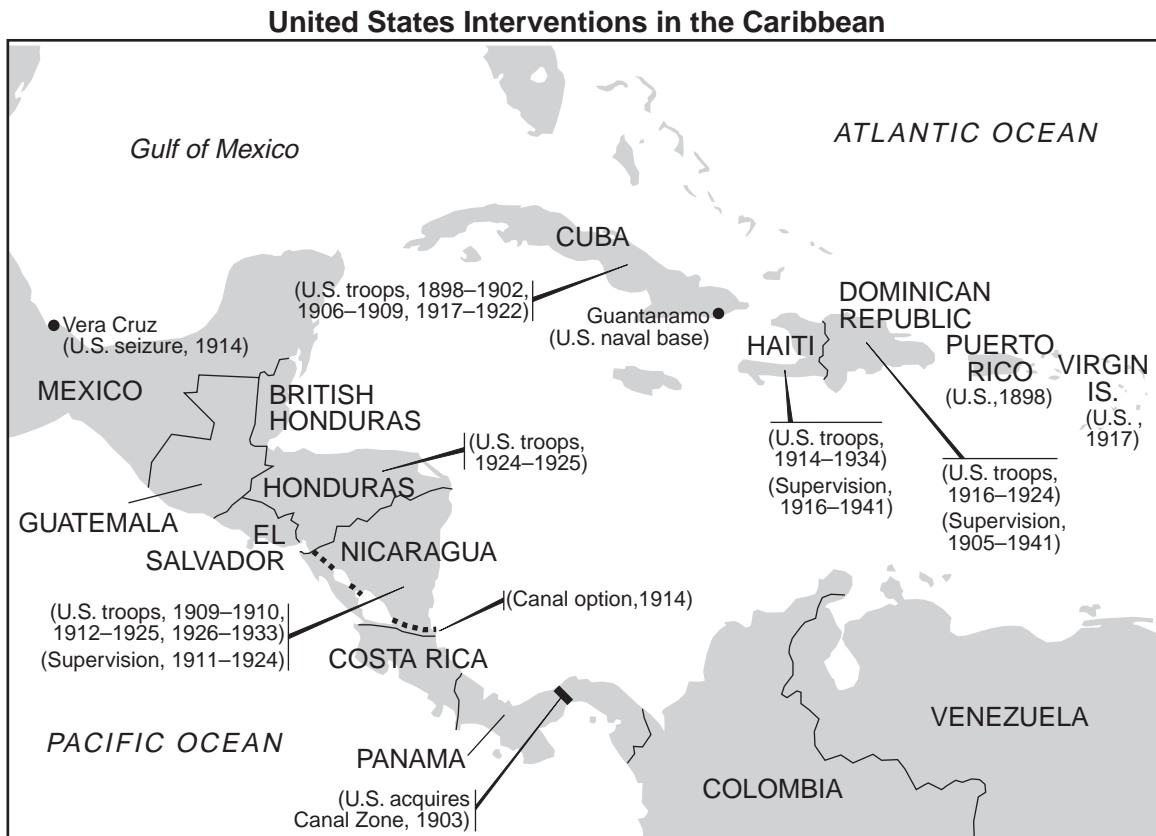 United States Interventions in the Caribbean
Gulf of Mexico
ATLANTIC OCEAN
CUBA
(U.S. troops, 1898–1902,
1906–1909, 1917–1922)
Guantanamo
(U.S. naval base)
Vera Cruz
(U.S. seizure, 1914)
MEXICO
DOMINICAN
REPUBLIC
HAITI
PUERTO
RICO
(U.S.,1898)
VIRGIN
IS.
(U.S. ,
1917)
BRITISH
HONDURAS
(U.S. troops,
1924–1925)
HONDURAS
(U.S. troops,
1914–1934)
(Supervision,
1916–1941)
(U.S. troops,
1916–1924)
(Supervision,
1905–1941)
GUATEMALA
EL
SALVADOR
NICARAGUA
(U.S. troops, 1909–1910,
1912–1925, 1926–1933)
(Supervision, 1911–1924)
(Canal option,1914)
COSTA RICA
PACIFIC OCEAN
PANAMA
(U.S. acquires
Canal Zone, 1903)
VENEZUELA
COLOMBIA